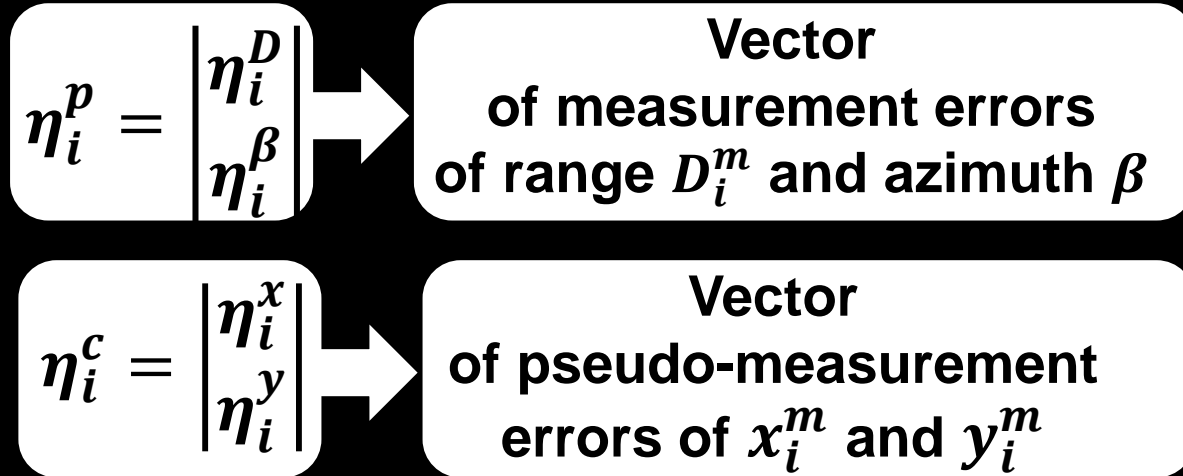 η_i^p = |η_i^D η_i^β|
Vector
of measurement errors
of range D_i^m and azimuth β
η_i^c = |η_i^x η_i^y|
Vector
of pseudo-measurement
errors of x_i^m and y_i^m